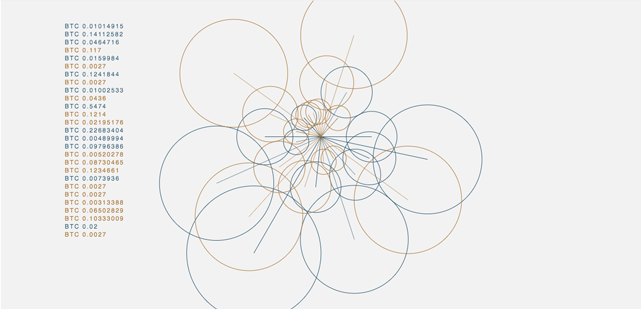 BTC 0.01014915
BTC 0.14112582
BTC 0.0464716
BTC 0.117
BTC 0.0159984
BTC 0.0027
BTC 0.1241844
BTC 0.0027
BTC 0.01002533
BTC 0.0436
BTC 0.5474
BTC 0.1214
BTC 0.02195176
BTC 0.22683404
BTC 0.00489994
BTC 0.09796386
BTC 0.00520278
BTC 0.08730465
BTC 0.1234661
BTC 0.0073936
BTC 0.0027
BTC 0.0027
BTC 0.00313388
BTC 0.06502829
BTC 0.10333009
BTC 0.02
BTC 0.0027